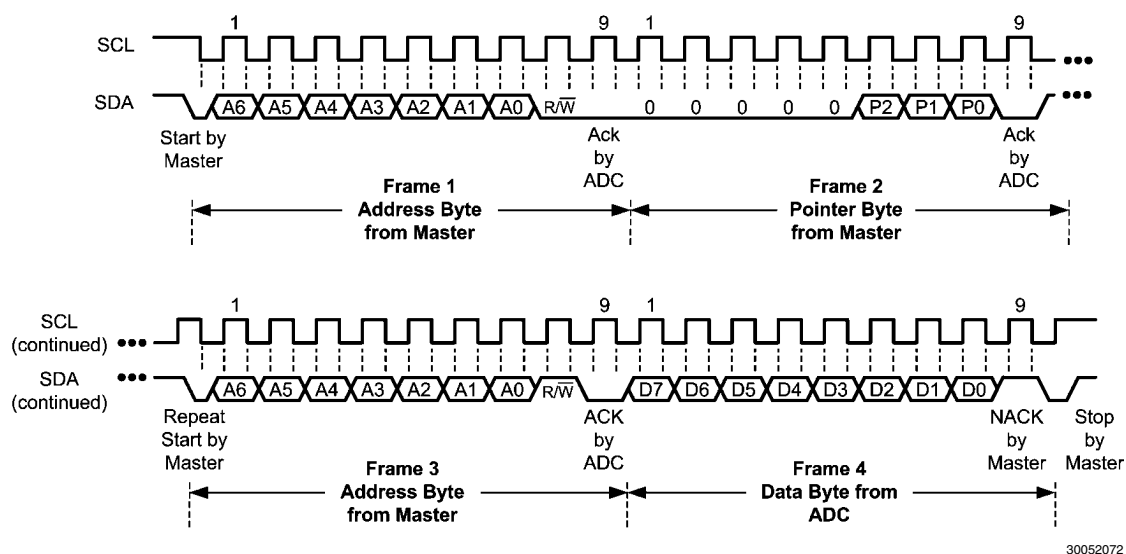 1 9 1 9
SCL
SDA A6 A5 A4 A3 A2 A1 A0 R/W 0 0 0 0 0 P2 P1 P0
Start by
Master
Ack
by
ADC
Ack
by
ADC
Frame 1
Address Byte
from Master
Frame 2
Pointer Byte
from Master
1 9 1 9
SCL
(continued)
SDA
(continued)
A6 A5 A4 A3 A2 A1 A0 R/W D7 D6 D5 D4 D3 D2 D1 D0
Repeat
Start by
Master
ACK
by
ADC
NACK
by
Master
Stop
by
Master
Frame 3
Address Byte
from Master
Frame 4
Data Byte from
ADC
30052072